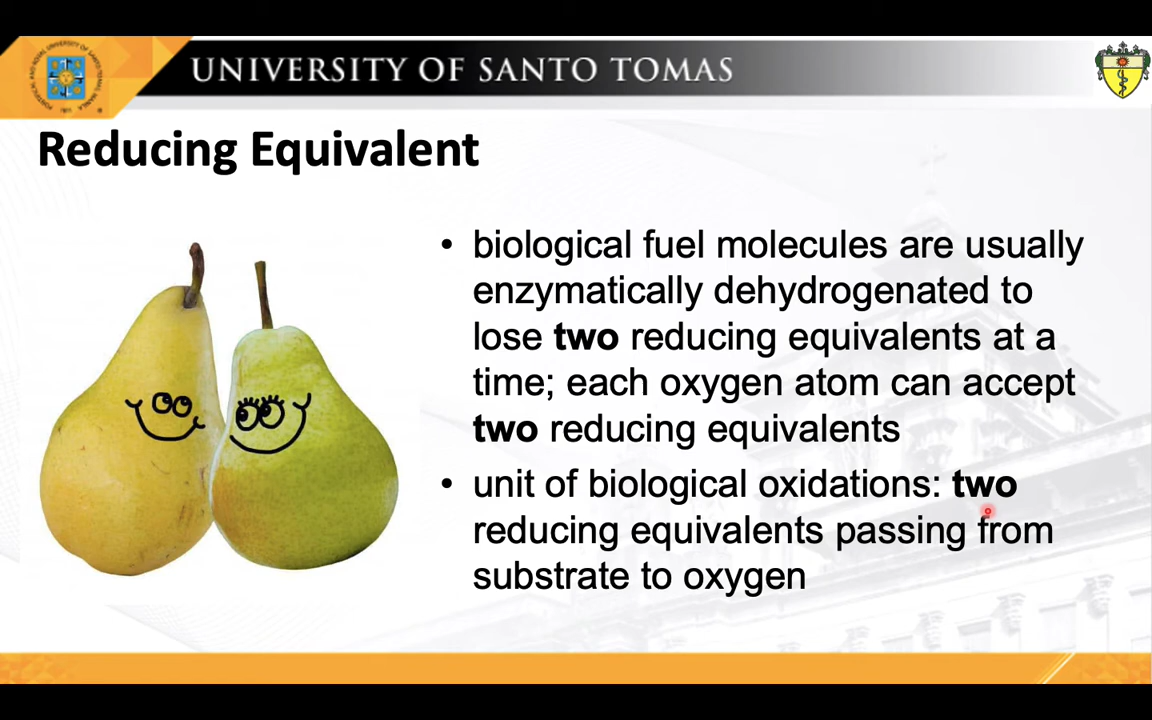 UNIVERSITY OF SANTO TOMAS
Reducing Equivalent
• biological fuel molecules are usually
enzymatically dehydrogenated to
lose two reducing equivalents at a
time; each oxygen atom can accept
two reducing equivalents
• unit of biological oxidations: two
reducing equivalents passing from
substrate to oxygen